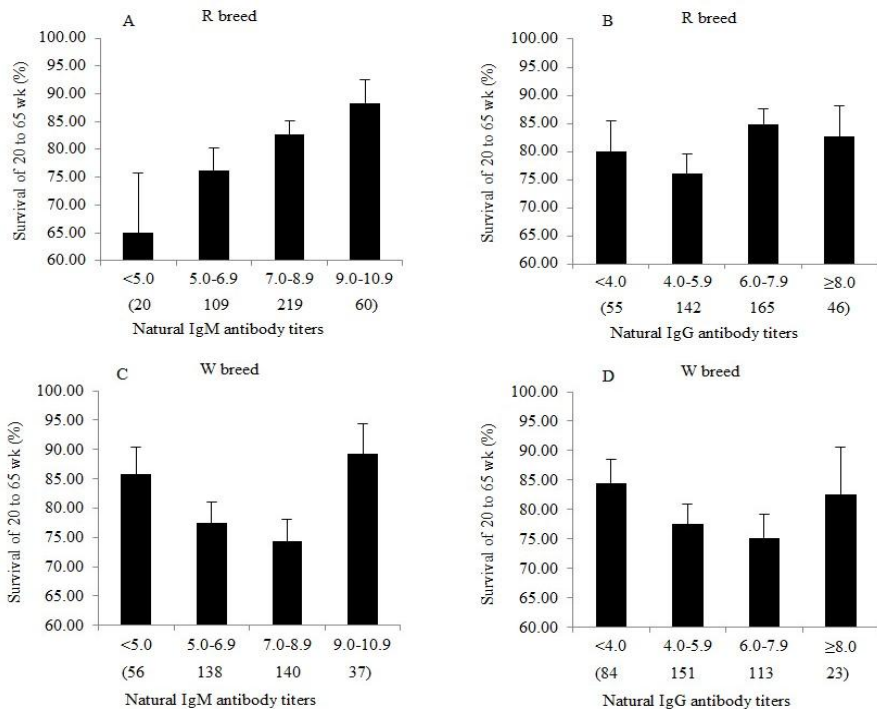 A
R breed
Survival of 20 to 65 wk (%)
100.00
95.00
90.00
85.00
80.00
75.00
70.00
65.00
60.00
<5.0 5.0-6.9 7.0-8.9 9.0-10.9
(20 109 219 60)
Natural IgM antibody titers
B
R breed
Survival of 20 to 65 wk (%)
100.00
95.00
90.00
85.00
80.00
75.00
70.00
65.00
60.00
<4.0 4.0-5.9 6.0-7.9 ≥8.0
(55 142 165 46)
Natural IgG antibody titers
C
W breed
Survival of 20 to 65 wk (%)
100.00
95.00
90.00
85.00
80.00
75.00
70.00
65.00
60.00
<5.0 5.0-6.9 7.0-8.9 9.0-10.9
(56 138 140 37)
Natural IgM antibody titers
D
W breed
Survival of 20 to 65 wk (%)
100.00
95.00
90.00
85.00
80.00
75.00
70.00
65.00
60.00
<4.0 4.0-5.9 6.0-7.9 ≥8.0
(84 151 113 23)
Natural IgG antibody titers